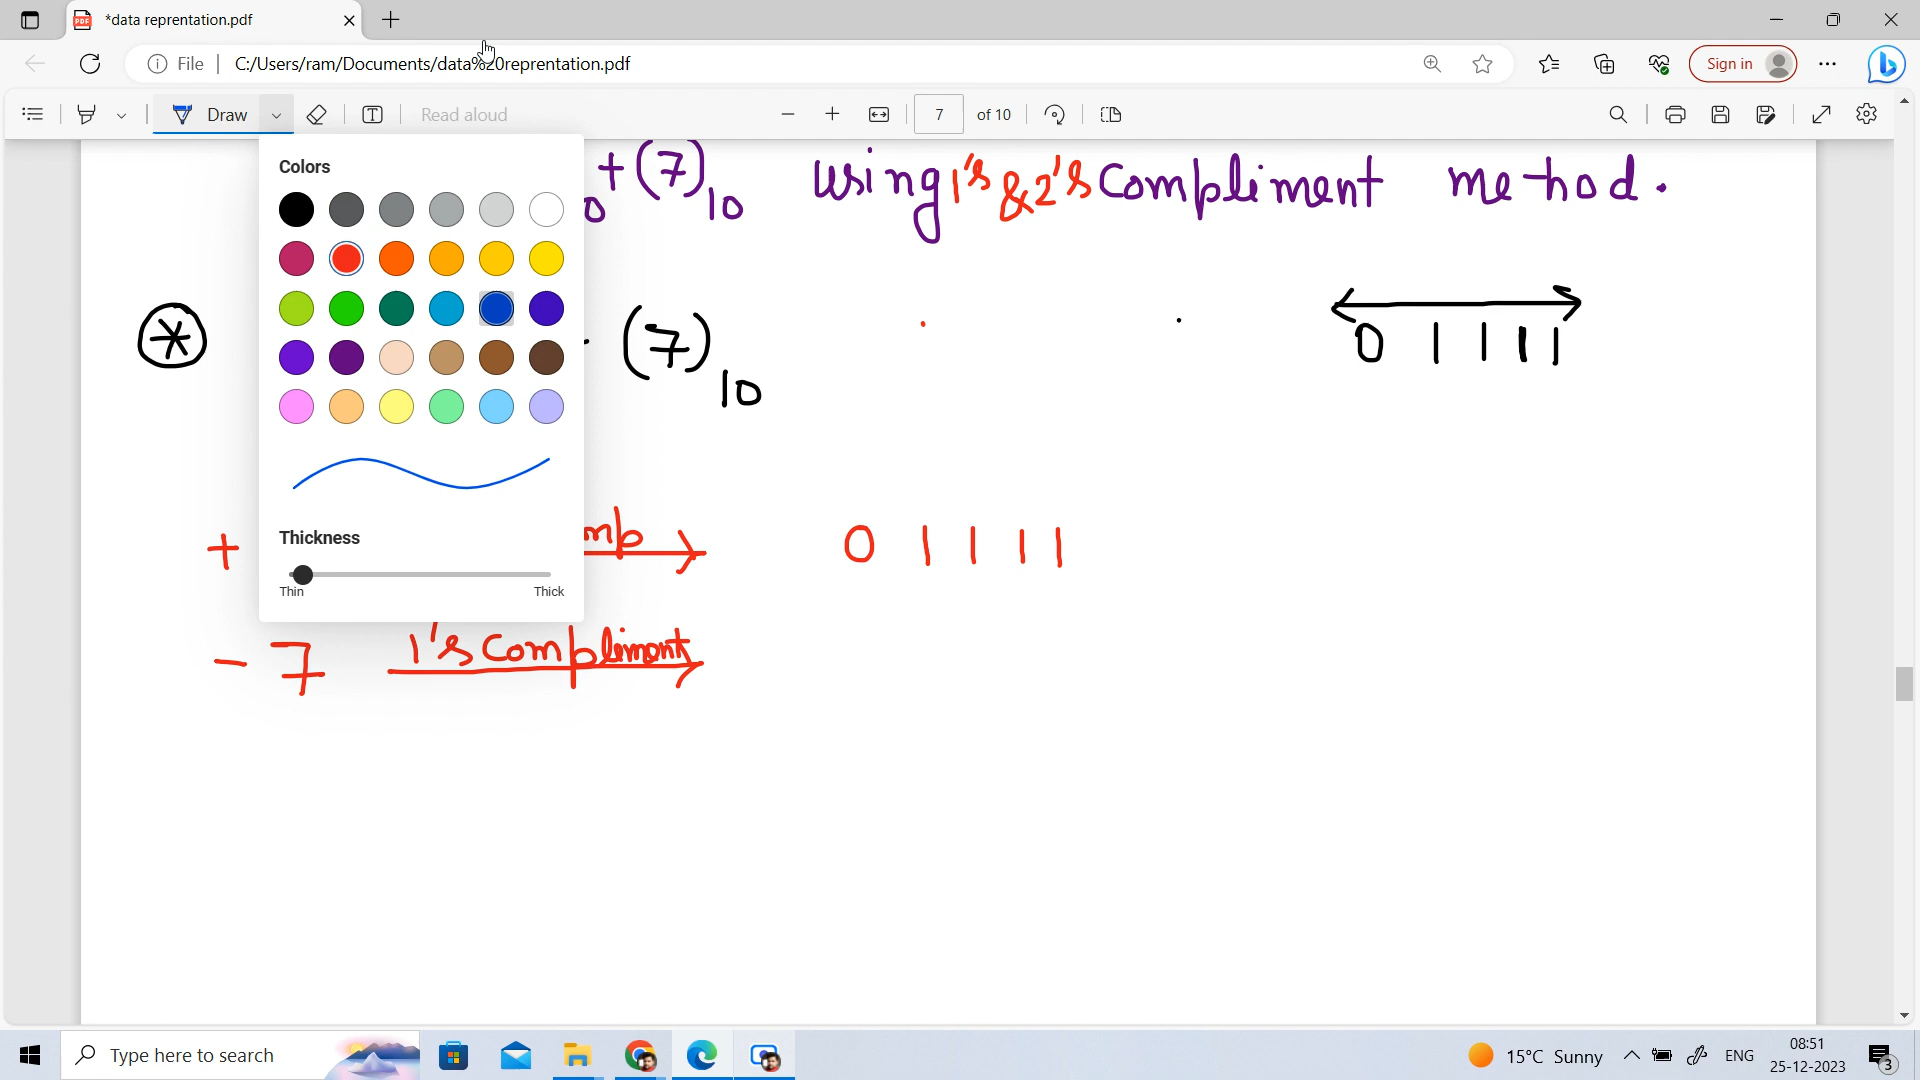 *data reprentation.pdf
File C:/Users/ram/Documents/data%20reprentation.pdf Sign in
Draw Read aloud 7 of 10
Colors
0 +(7)10 using 1's & 2's Compliment method.
0 1 1 1 1
(7)10
Thickness
Thin Thick
+ mb 0 1 1 1 1
- 7 1's Compliment
Type here to search
15°C Sunny ENG 08:51
25-12-2023 3